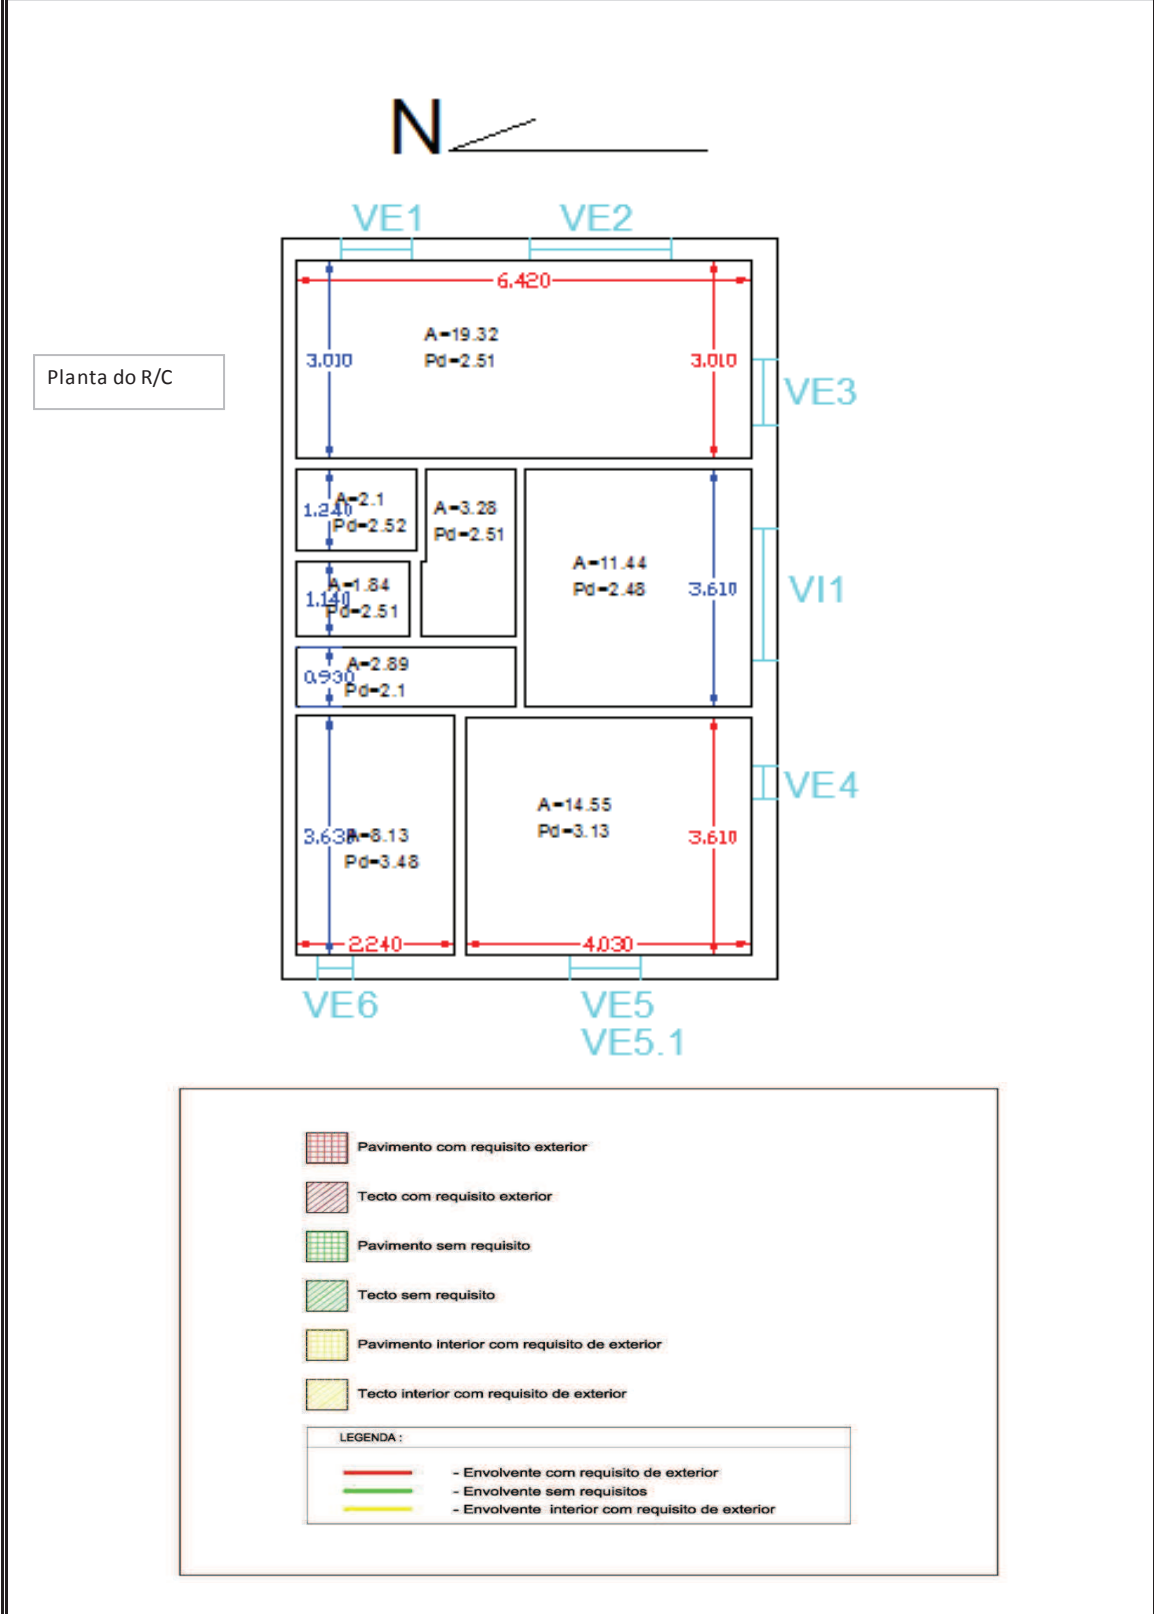 N
VE1 VE2
6.420
A=19.32
Pd=2.51
3.010
3.010
Planta do R/C
VE3
A=2.1
1.240
Pd=2.52
A=3.28
Pd=2.51
A=11.44
Pd=2.48
3.610
VI1
A=1.84
1.140
Pd=2.51
A=2.89
0.930
Pd=2.1
VE4
A=14.55
Pd=3.13
3.630
A=8.13
Pd=3.48
3.610
2.240
4.030
VE6
VE5
VE5.1
Pavimento com requisito exterior
Tecto com requisito exterior
Pavimento sem requisito
Tecto sem requisito
Pavimento interior com requisito de exterior
Tecto interior com requisito de exterior
LEGENDA :
- Envolvente com requisito de exterior
- Envolvente sem requisitos
- Envolvente interior com requisito de exterior